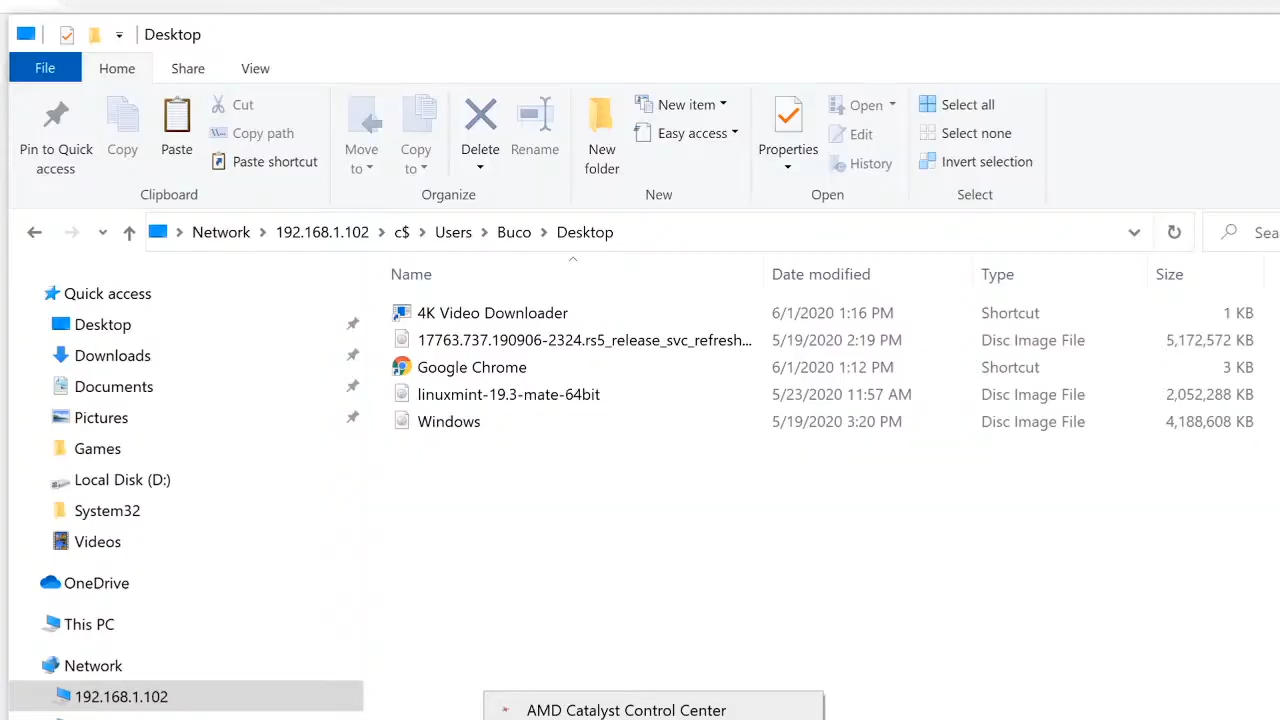 Desktop
File Home Share View
Pin to Quick access
Copy
Paste
Cut
Copy path
Paste shortcut
Clipboard
Move to
Copy to
Delete
Rename
Organize
New folder
New item
Easy access
New
Properties
Open
Edit
History
Open
Select all
Select none
Invert selection
Select
Network 192.168.1.102 c$ Users Buco Desktop
Sea
Name Date modified Type Size
4K Video Downloader 6/1/2020 1:16 PM Shortcut 1 KB
17763.737.190906-2324.rs5_release_svc_refresh... 5/19/2020 2:19 PM Disc Image File 5,172,572 KB
Google Chrome 6/1/2020 1:12 PM Shortcut 3 KB
linuxmint-19.3-mate-64bit 5/23/2020 11:57 AM Disc Image File 2,052,288 KB
Windows 5/19/2020 3:20 PM Disc Image File 4,188,608 KB
Quick access
Desktop
Downloads
Documents
Pictures
Games
Local Disk (D:)
System32
Videos
OneDrive
This PC
Network
192.168.1.102
AMD Catalyst Control Center